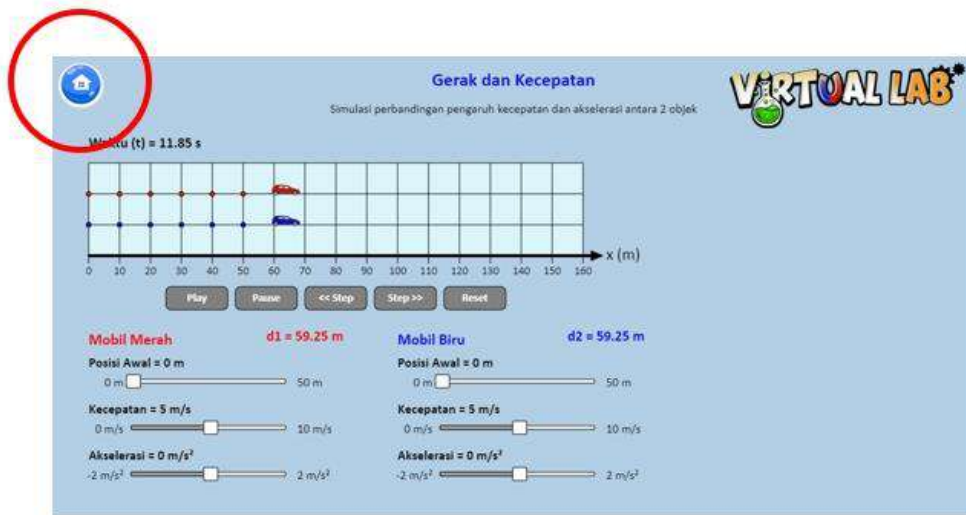 Gerak dan Kecepatan
VIRTUAL LAB
Simulasi perbandingan pengaruh kecepatan dan akselerasi antara 2 objek
Waktu (t) = 11.85 s
x (m)
0 10 20 30 40 50 60 70 80 90 100 110 120 130 140 150 160
Play Pause << Step Step >> Reset
Mobil Merah d1 = 59.25 m Mobil Biru d2 = 59.25 m
Posisi Awal = 0 m Posisi Awal = 0 m
0 m 50 m 0 m 50 m
Kecepatan = 5 m/s Kecepatan = 5 m/s
0 m/s 10 m/s 0 m/s 10 m/s
Akselerasi = 0 m/s² Akselerasi = 0 m/s²
-2 m/s² 2 m/s² -2 m/s² 2 m/s²